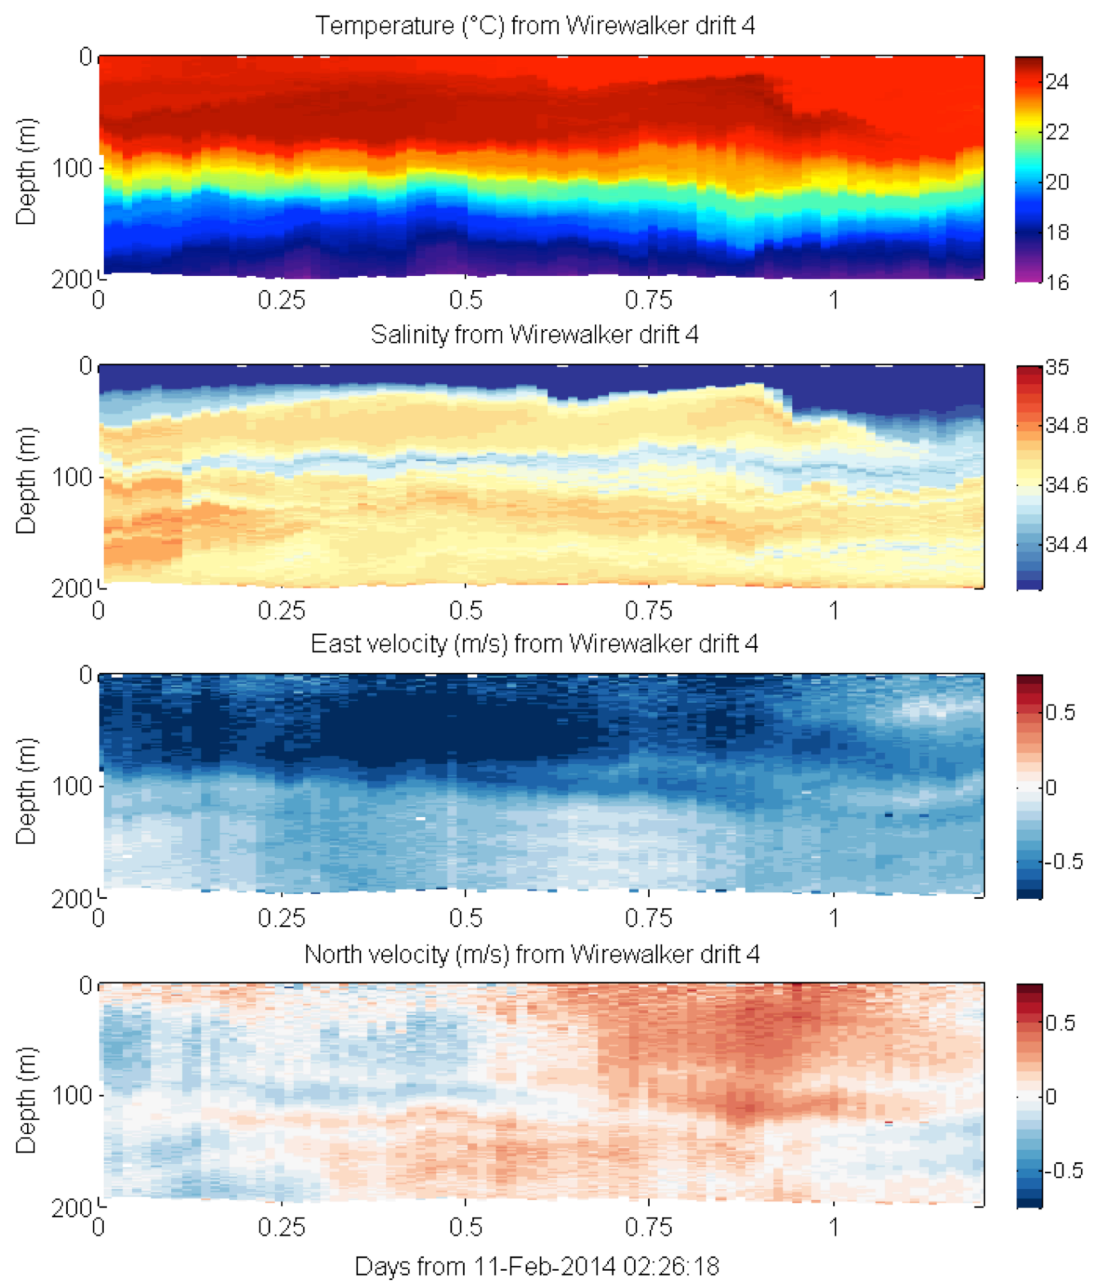 Temperature (°C) from Wirewalker drift 4
0
100
200
Depth (m)
0 0.25 0.5 0.75 1
24
22
20
18
16
Salinity from Wirewalker drift 4
0
100
200
Depth (m)
0 0.25 0.5 0.75 1
35
34.8
34.6
34.4
East velocity (m/s) from Wirewalker drift 4
0
100
200
Depth (m)
0 0.25 0.5 0.75 1
0.5
0
-0.5
North velocity (m/s) from Wirewalker drift 4
0
100
200
Depth (m)
0 0.25 0.5 0.75 1
0.5
0
-0.5
Days from 11-Feb-2014 02:26:18